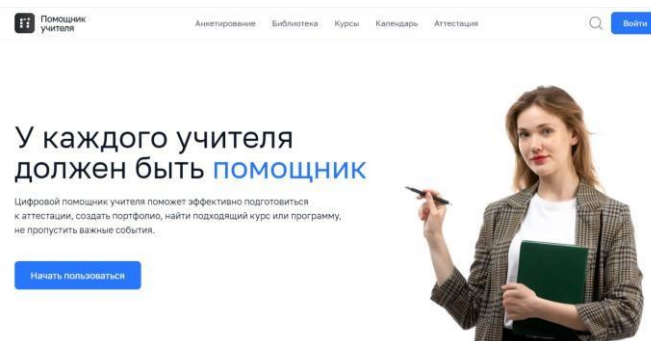 Помощник
учителя
Анкетирование Библиотека Курсы Календарь Аттестация
Войти
У каждого учителя
должен быть помощник
Цифровой помощник учителя поможет эффективно подготовиться
к аттестации, создать портфолио, найти подходящий курс или программу,
не пропустить важные события.
Начать пользоваться